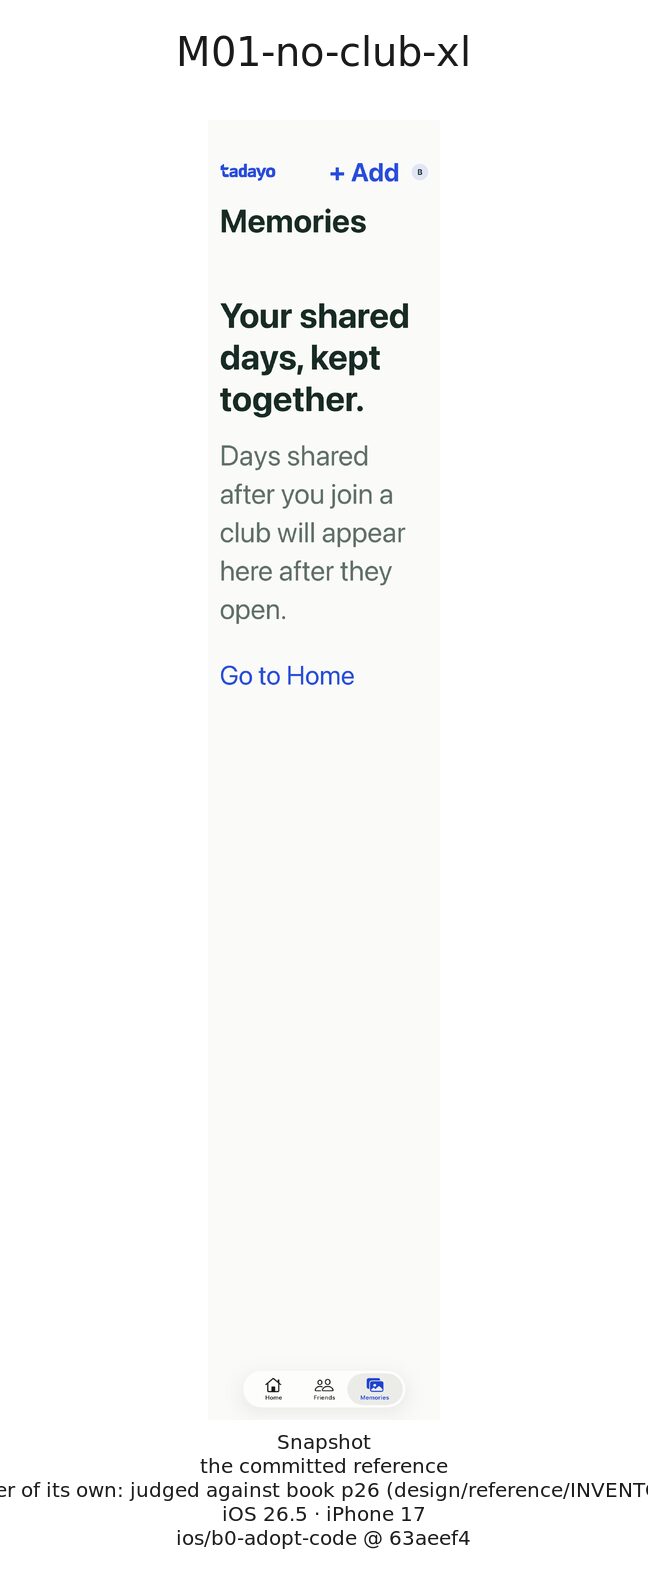 M01-no-club-xl
tadayo
+ Add
B
Memories
Your shared
days, kept
together.
Days shared
after you join a
club will appear
here after they
open.
Go to Home
Home
Friends
Memories
Snapshot
the committed reference
er of its own: judged against book p26 (design/reference/INVENTO
iOS 26.5 · iPhone 17
ios/b0-adopt-code @ 63aeef4